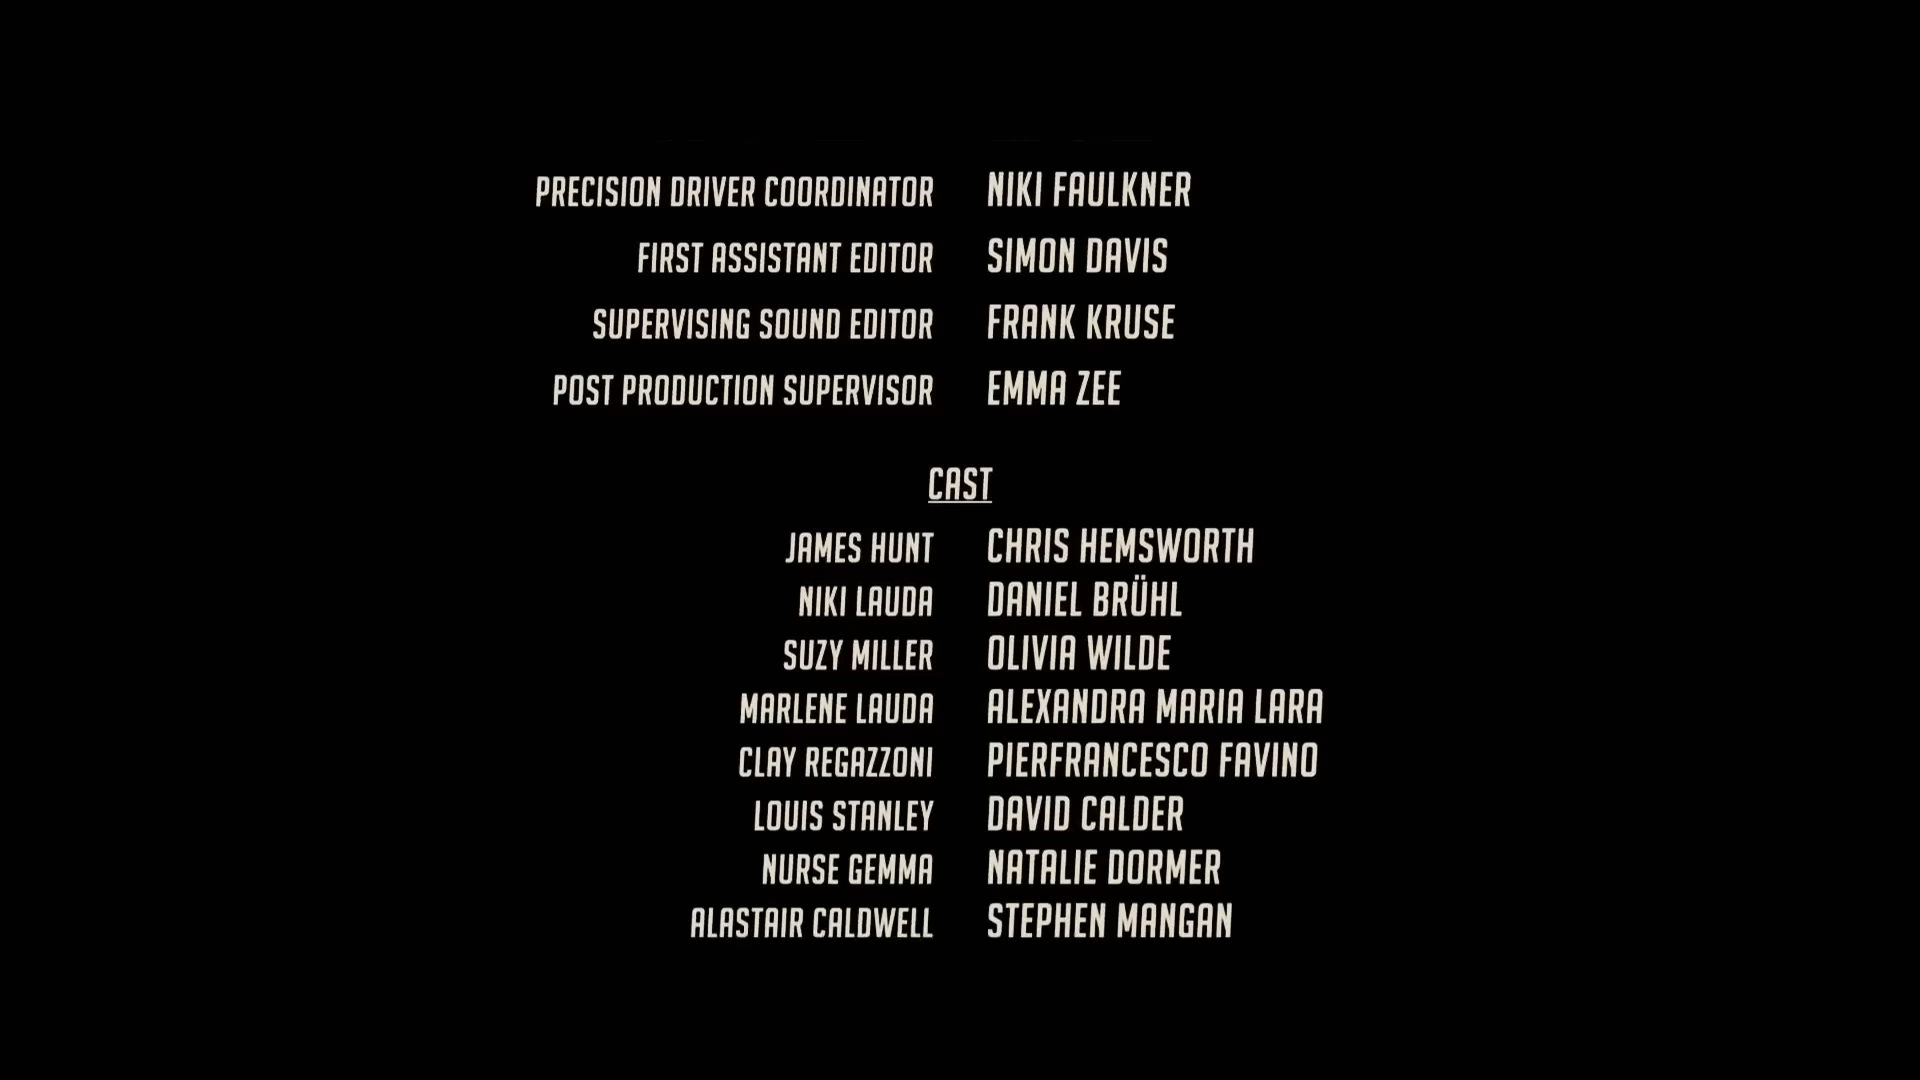 PRECISION DRIVER COORDINATOR NIKI FAULKNER
FIRST ASSISTANT EDITOR SIMON DAVIS
SUPERVISING SOUND EDITOR FRANK KRUSE
POST PRODUCTION SUPERVISOR EMMA ZEE
CAST
JAMES HUNT CHRIS HEMSWORTH
NIKI LAUDA DANIEL BRÜHL
SUZY MILLER OLIVIA WILDE
MARLENE LAUDA ALEXANDRA MARIA LARA
CLAY REGAZZONI PIERFRANCESCO FAVINO
LOUIS STANLEY DAVID CALDER
NURSE GEMMA NATALIE DORMER
ALASTAIR CALDWELL STEPHEN MANGAN